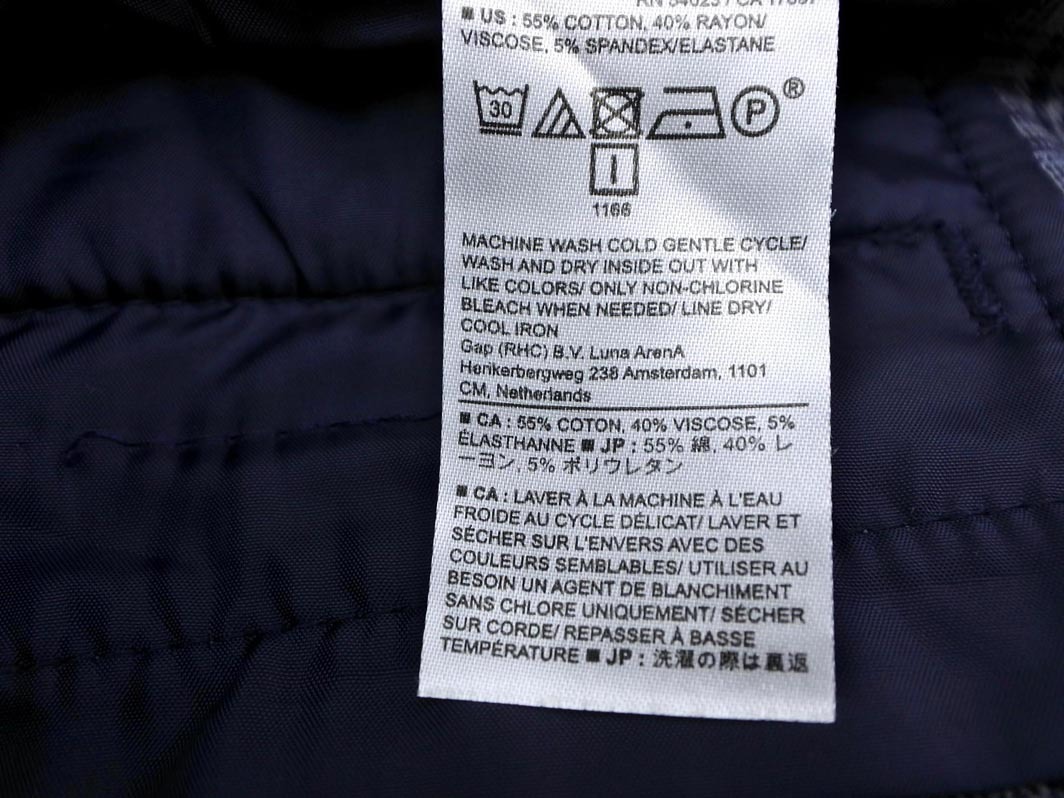 ■ US : 55% COTTON, 40% RAYON/
VISCOSE, 5% SPANDEX/ELASTANE
30 P ®
1166
MACHINE WASH COLD GENTLE CYCLE/
WASH AND DRY INSIDE OUT WITH
LIKE COLORS/ ONLY NON-CHLORINE
BLEACH WHEN NEEDED/ LINE DRY/
COOL IRON
Gap (RHC) B.V. Luna ArenA
Herikerbergweg 238 Amsterdam, 1101
CM, Netherlands
■ CA : 55% COTON, 40% VISCOSE, 5%
ÉLASTHANNE ■ JP : 55% 綿, 40% レ
ーヨン, 5% ポリウレタン
■ CA : LAVER À LA MACHINE À L'EAU
FROIDE AU CYCLE DÉLICAT/ LAVER ET
SÉCHER SUR L'ENVERS AVEC DES
COULEURS SEMBLABLES/ UTILISER AU
BESOIN UN AGENT DE BLANCHIMENT
SANS CHLORE UNIQUEMENT/ SÉCHER
SUR CORDE/ REPASSER À BASSE
TEMPÉRATURE ■ JP : 洗濯の際は裏返